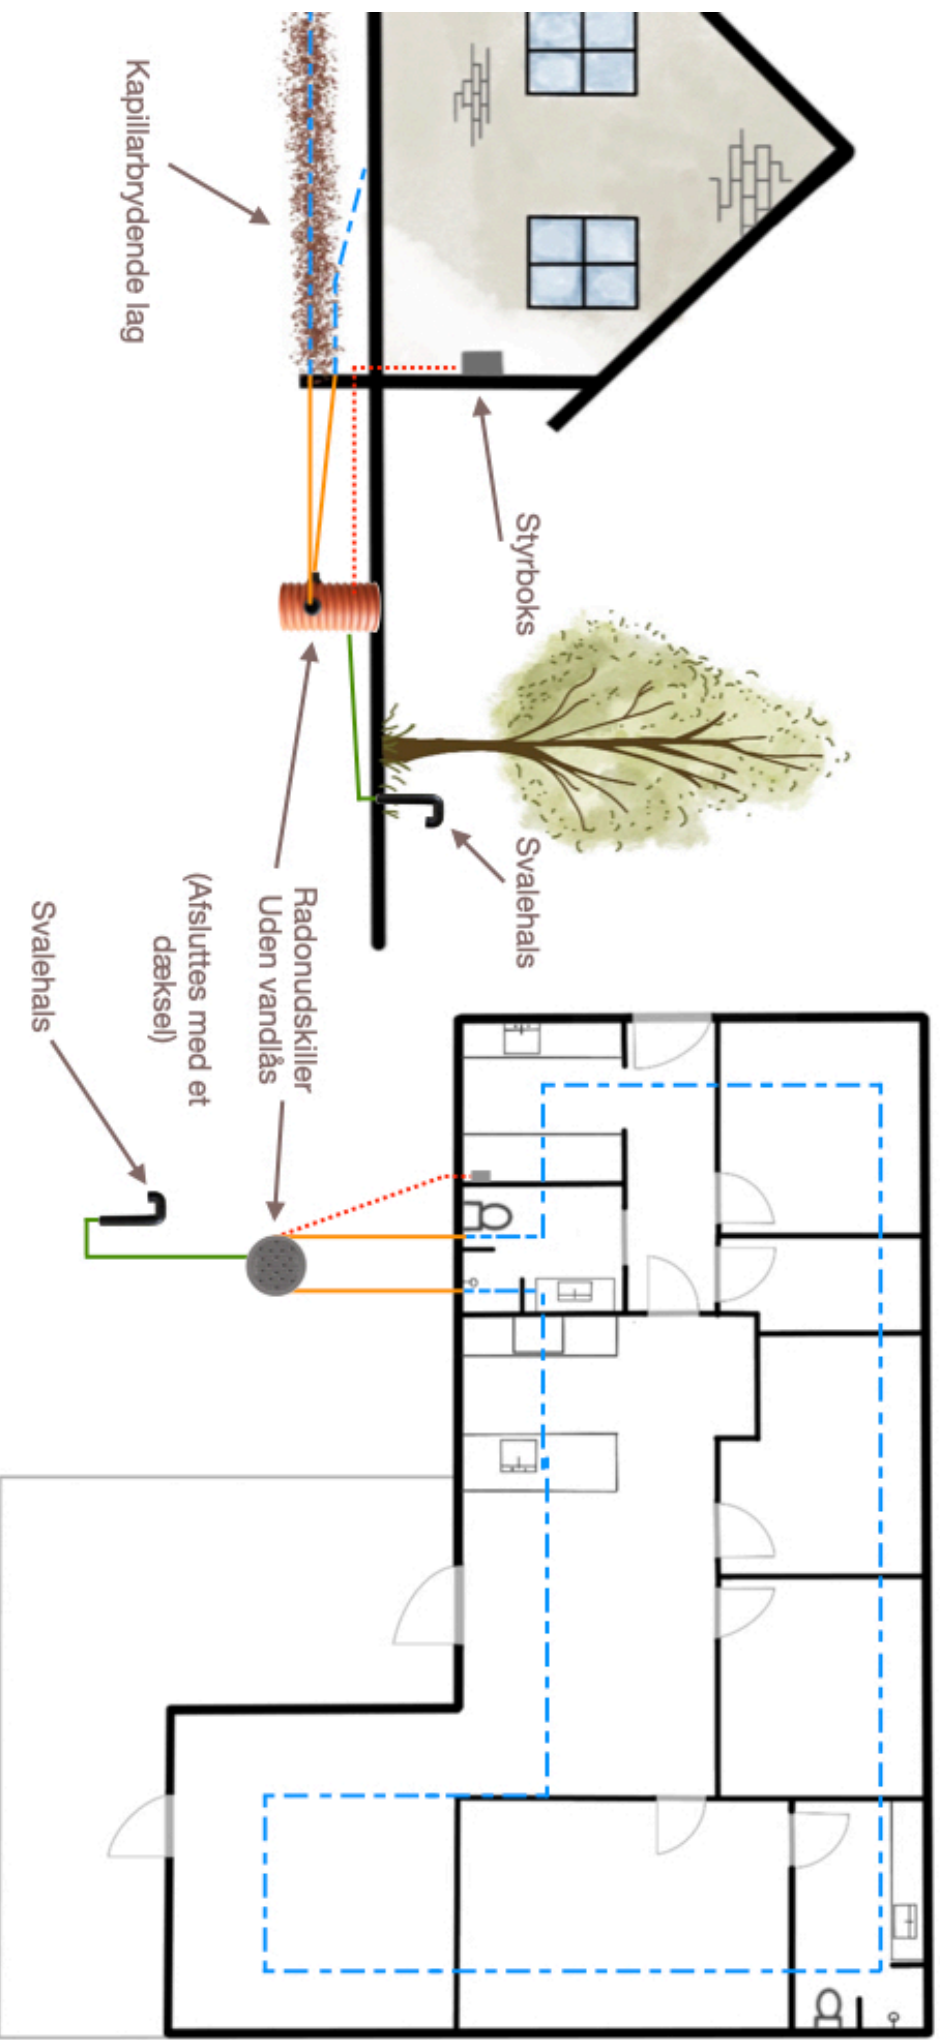 Kapillarbrydende lag
Styrboks
Svalehals
Radonudskiller
Uden vandlås
(Afsluttes med et
dæksel)
Svalehals